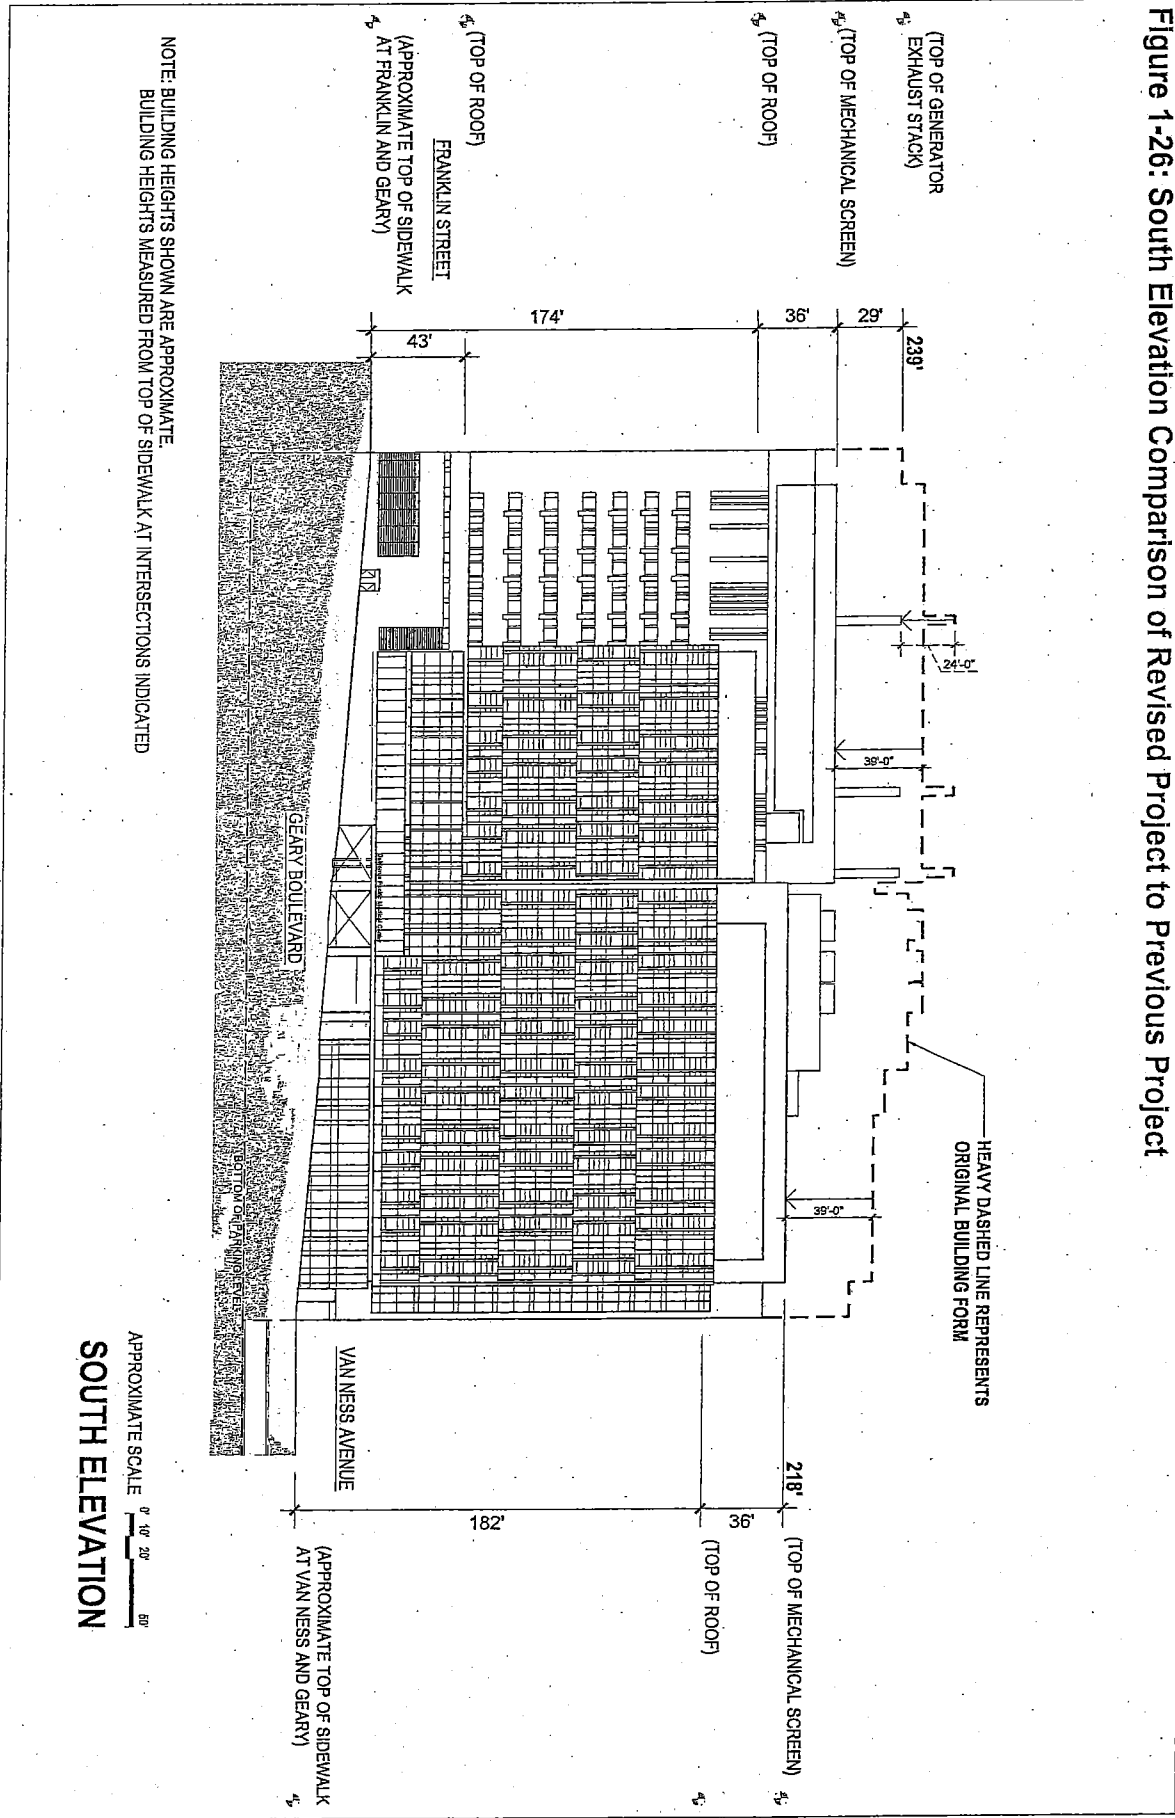 Figure 1-26: South Elevation Comparison of Revised Project to Previous Project
(TOP OF GENERATOR
EXHAUST STACK)
(TOP OF MECHANICAL SCREEN)
(TOP OF ROOF)
(TOP OF ROOF)
FRANKLIN STREET
(APPROXIMATE TOP OF SIDEWALK
AT FRANKLIN AND GEARY)
239'
29'
36'
174'
43'
24'-0"
39'-0"
HEAVY DASHED LINE REPRESENTS
ORIGINAL BUILDING FORM
39'-0"
GEARY BOULEVARD
BOTTOM OF PARKING LEVEL
VAN NESS AVENUE
218'
36'
182'
(TOP OF MECHANICAL SCREEN)
(TOP OF ROOF)
(APPROXIMATE TOP OF SIDEWALK
AT VAN NESS AND GEARY)
NOTE: BUILDING HEIGHTS SHOWN ARE APPROXIMATE.
BUILDING HEIGHTS MEASURED FROM TOP OF SIDEWALK AT INTERSECTIONS INDICATED
APPROXIMATE SCALE 0' 10' 20' 60'
SOUTH ELEVATION